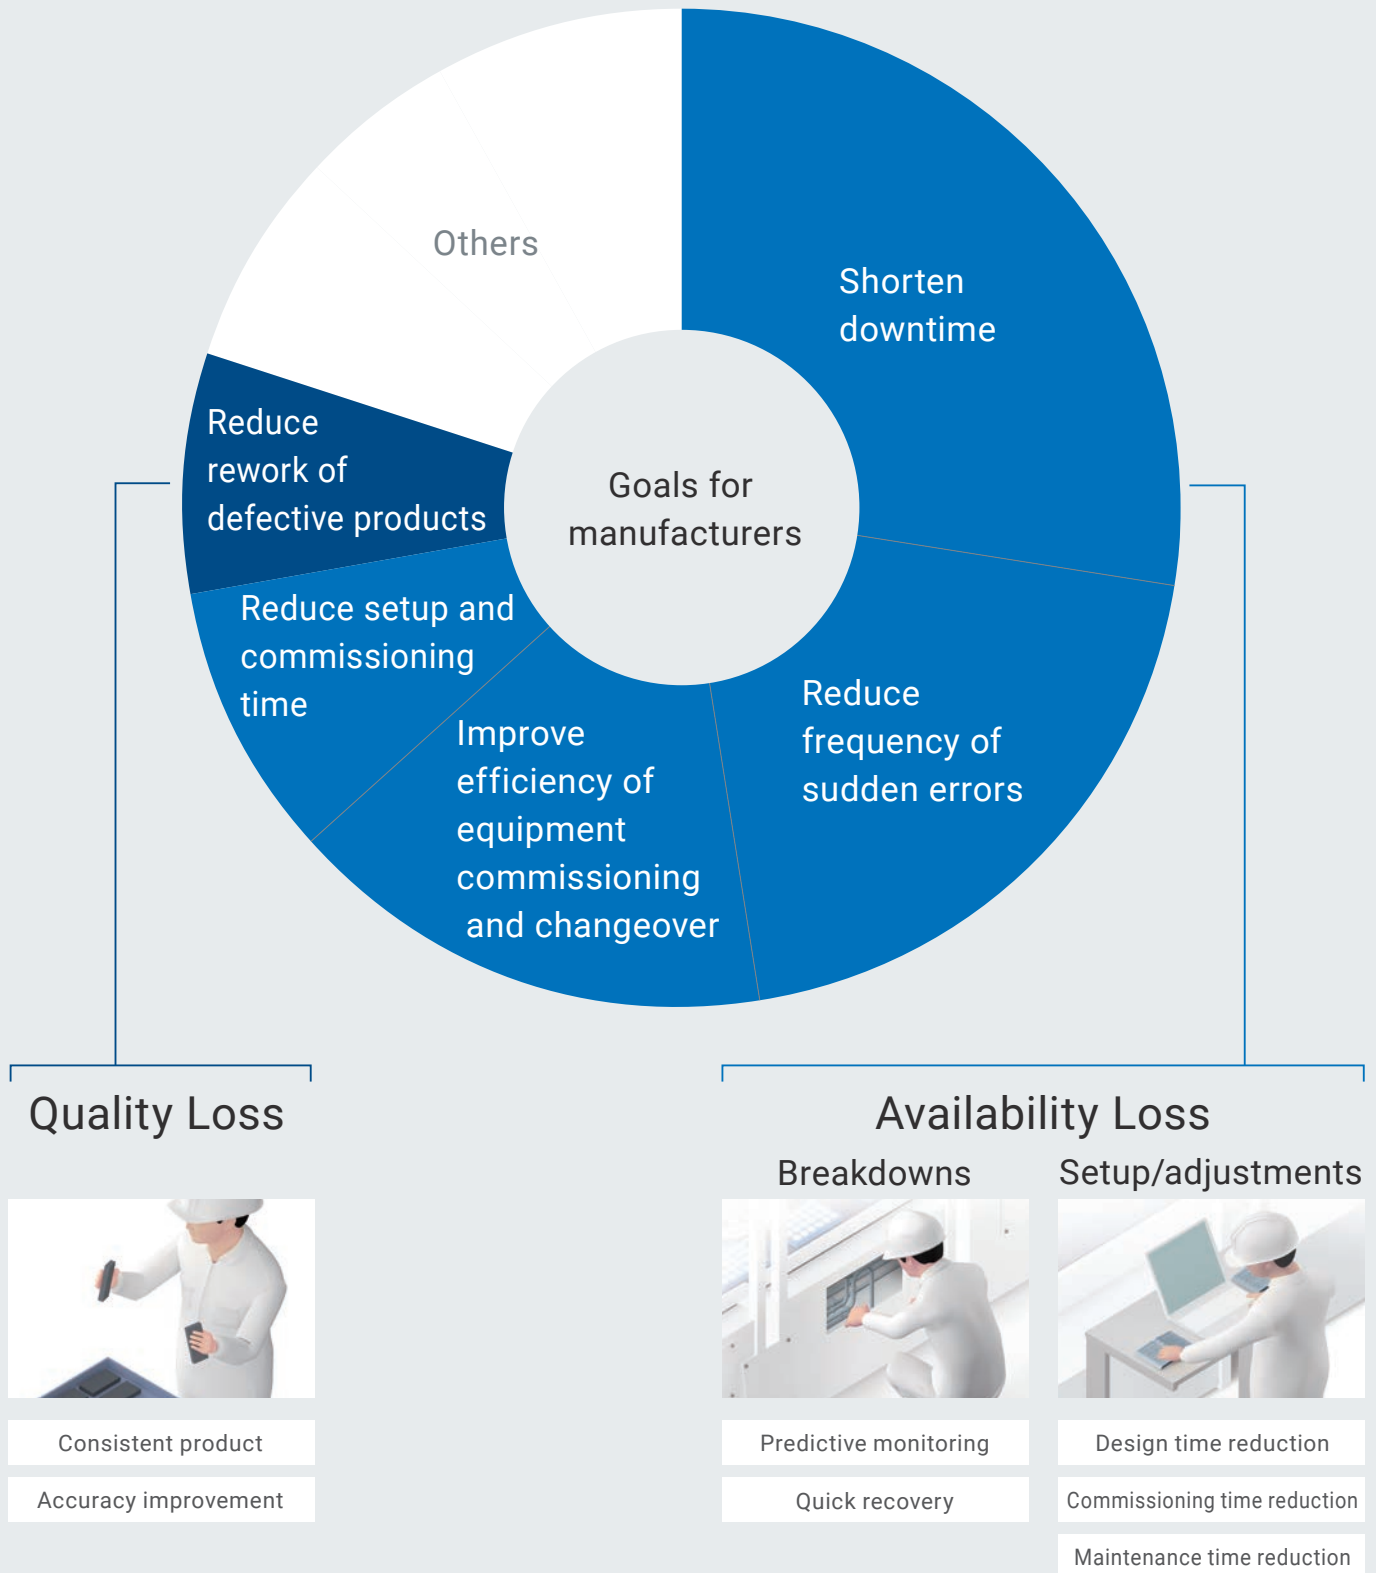 Others
Shorten
downtime
Reduce
rework of
defective products
Goals for
manufacturers
Reduce setup and
commissioning
time
Reduce
frequency of
sudden errors
Improve
efficiency of
equipment
commissioning
and changeover
Quality Loss
Consistent product
Accuracy improvement
Availability Loss
Breakdowns
Predictive monitoring
Quick recovery
Setup/adjustments
Design time reduction
Commissioning time reduction
Maintenance time reduction